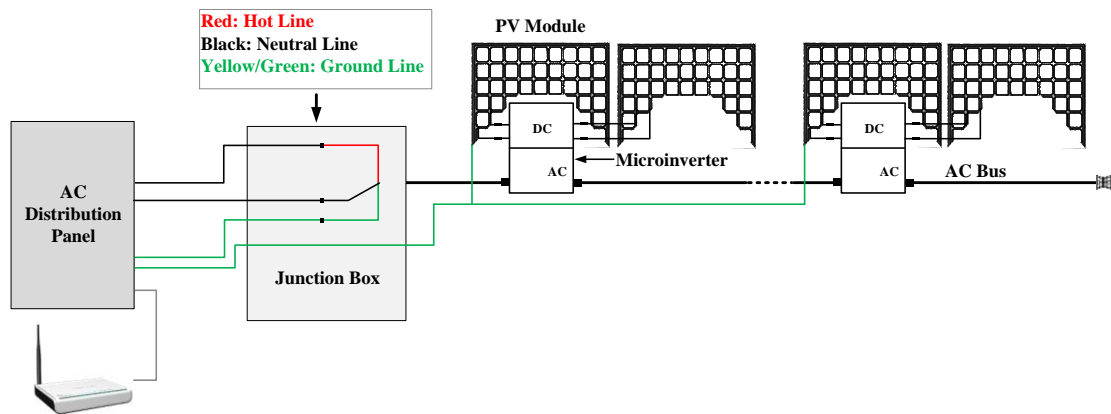 Red: Hot Line
Black: Neutral Line
Yellow/Green: Ground Line
PV Module
DC
AC
Microinverter
DC
AC
AC Bus
AC
Distribution
Panel
Junction Box